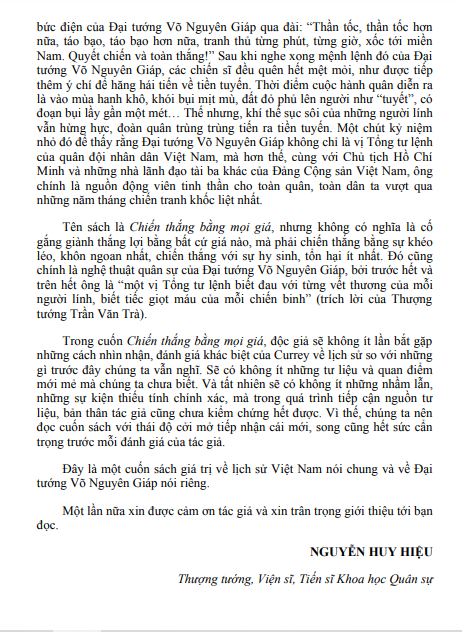 bức điện của Đại tướng Võ Nguyên Giáp qua đài: “Thần tốc, thần tốc hơn
nữa, táo bạo, táo bạo hơn nữa, tranh thủ từng phút, từng giờ, xốc tới miền
Nam. Quyết chiến và toàn thắng!” Sau khi nghe xong mệnh lệnh đó của Đại
tướng Võ Nguyên Giáp, các chiến sĩ đều quên hết mệt mỏi, như được tiếp
thêm ý chí để hăng hái tiến về tiền tuyến. Thời điểm cuộc hành quân diễn ra
là vào mùa hanh khô, khói bụi mịt mù, đất đỏ phủ lên người như “tuyết”, có
đoạn bụi lầy gần một mét… Thế nhưng, khí thế sục sôi của những người lính
vẫn hừng hực, đoàn quân trùng trùng tiến ra tiền tuyến. Một chút kỷ niệm
nhỏ đó để thấy rằng Đại tướng Võ Nguyên Giáp không chỉ là vị Tổng tư lệnh
của quân đội nhân dân Việt Nam, mà hơn thế, cùng với Chủ tịch Hồ Chí
Minh và những nhà lãnh đạo tài ba khác của Đảng Cộng sản Việt Nam, ông
chính là nguồn động viên tinh thần cho toàn quân, toàn dân ta vượt qua
những năm tháng chiến tranh khốc liệt nhất.
Tên sách là Chiến thắng bằng mọi giá, nhưng không có nghĩa là cố
gắng giành thắng lợi bằng bất cứ giá nào, mà phải chiến thắng bằng sự khéo
léo, khôn ngoan nhất, chiến thắng với sự hy sinh, tổn hại ít nhất. Đó cũng
chính là nghệ thuật quân sự của Đại tướng Võ Nguyên Giáp, bởi trước hết và
trên hết ông là “một vị Tổng tư lệnh biết đau với từng vết thương của mỗi
người lính, biết tiếc giọt máu của mỗi chiến binh” (trích lời của Thượng
tướng Trần Văn Trà).
Trong cuốn Chiến thắng bằng mọi giá, độc giả sẽ không ít lần bắt gặp
những cách nhìn nhận, đánh giá khác biệt của Currey về lịch sử so với những
gì trước đây chúng ta vẫn nghĩ. Sẽ có không ít những tư liệu và quan điểm
mới mẻ mà chúng ta chưa biết. Và tất nhiên sẽ có không ít những nhầm lẫn,
những sự kiện thiếu tính chính xác, mà trong quá trình tiếp cận nguồn tư
liệu, bản thân tác giả cũng chưa kiểm chứng hết được. Vì thế, chúng ta nên
đọc cuốn sách với thái độ cởi mở tiếp nhận cái mới, song cũng hết sức cẩn
trọng trước mỗi đánh giá của tác giả.
Đây là một cuốn sách giá trị về lịch sử Việt Nam nói chung và về Đại
tướng Võ Nguyên Giáp nói riêng.
Một lần nữa xin được cảm ơn tác giả và xin trân trọng giới thiệu tới bạn
đọc.
NGUYỄN HUY HIỆU
Thượng tướng, Viện sĩ, Tiến sĩ Khoa học Quân sự